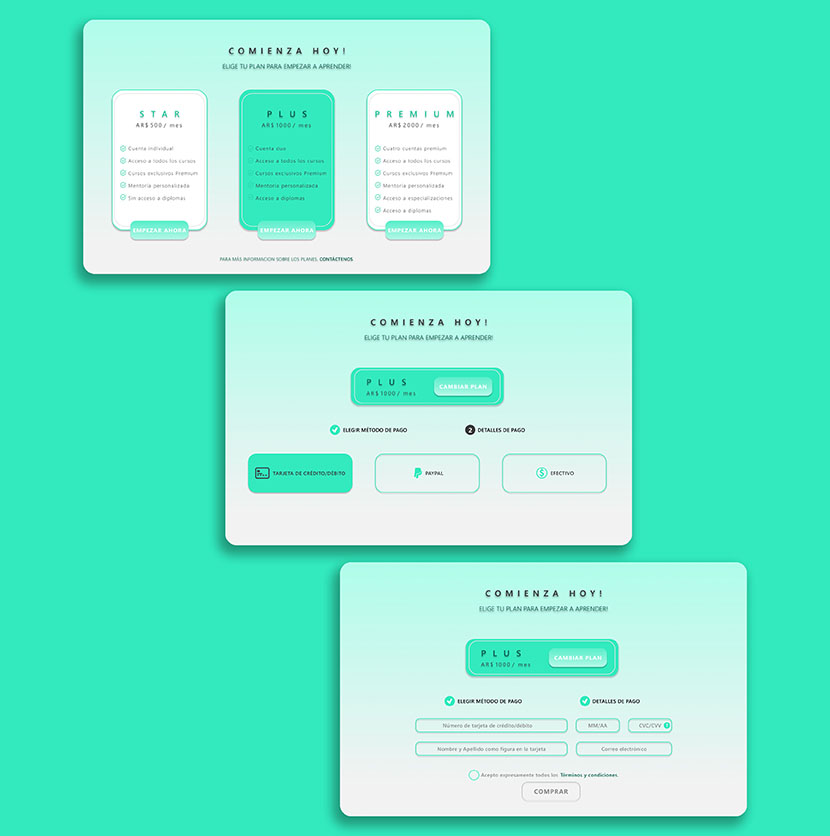 COMIENZA HOY!
ELIGE TU PLAN PARA EMPEZAR A APRENDER!
STAR
AR$500/ mes
Cuenta individual
Acceso a todos los cursos
Cursos exclusivos Premium
Mentoria personalizada
Sin acceso a diplomas
EMPEZAR AHORA
PLUS
AR$1000/ mes
Cuenta duo
Acceso a todos los cursos
Cursos exclusivos Premium
Mentoria personalizada
Acceso a diplomas
EMPEZAR AHORA
PREMIUM
AR$2000/ mes
Cuatro cuentas premium
Acceso a todos los cursos
Cursos exclusivos Premium
Mentoria personalizada
Acceso a especializaciones
Acceso a diplomas
EMPEZAR AHORA
PARA MÁS INFORMACION SOBRE LOS PLANES, CONTÁCTENOS.
COMIENZA HOY!
ELIGE TU PLAN PARA EMPEZAR A APRENDER!
PLUS
AR$1000/ mes
CAMBIAR PLAN
ELEGIR MÉTODO DE PAGO
2 DETALLES DE PAGO
TARJETA DE CRÉDITO/DÉBITO
PAYPAL
EFECTIVO
COMIENZA HOY!
ELIGE TU PLAN PARA EMPEZAR A APRENDER!
PLUS
AR$1000/ mes
CAMBIAR PLAN
ELEGIR MÉTODO DE PAGO
DETALLES DE PAGO
Número de tarjeta de crédito/débito
MM/AA
CVC/CVV
Nombre y Apellido como figura en la tarjeta
Correo electrónico
Acepto expresamente todos los Términos y condiciones.
COMPRAR